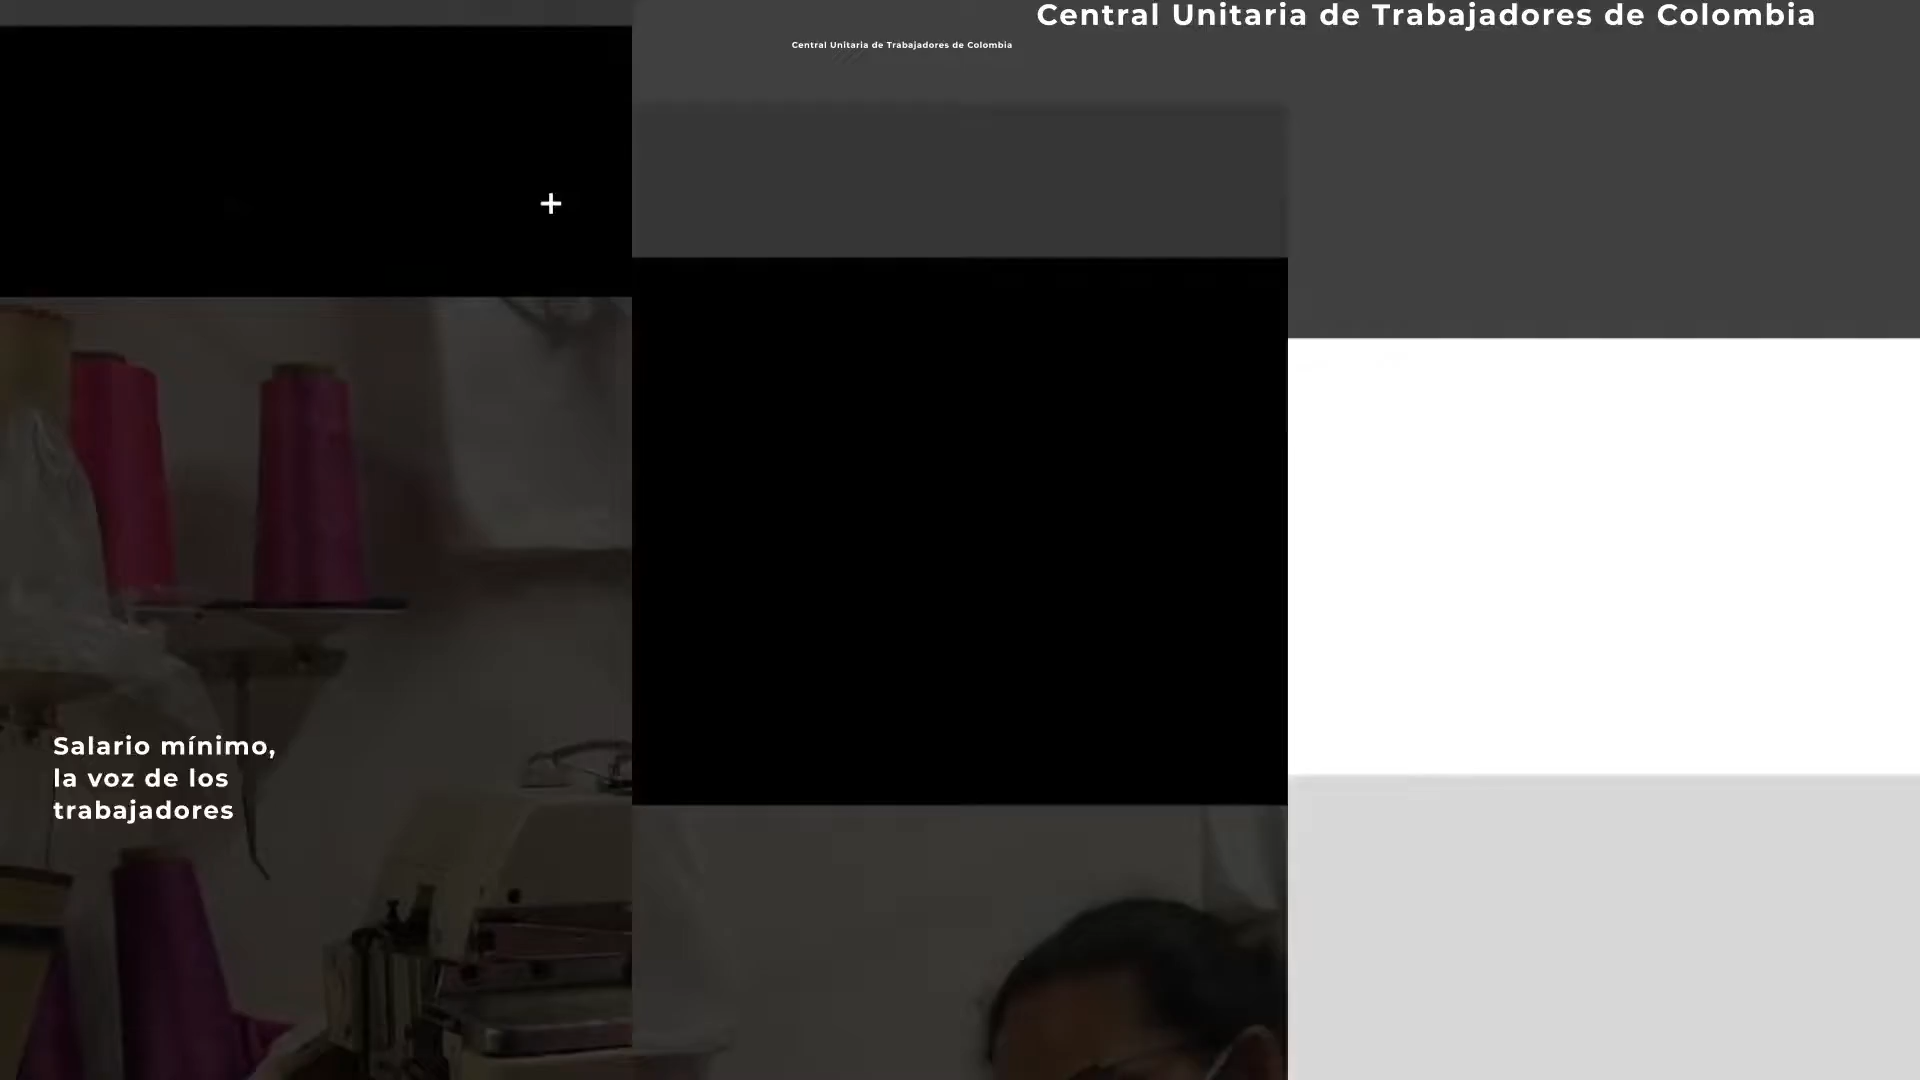 Central Unitaria de Trabajadores de Colombia
Central Unitaria de Trabajadores de Colombia
+
Salario mínimo,
la voz de los
trabajadores